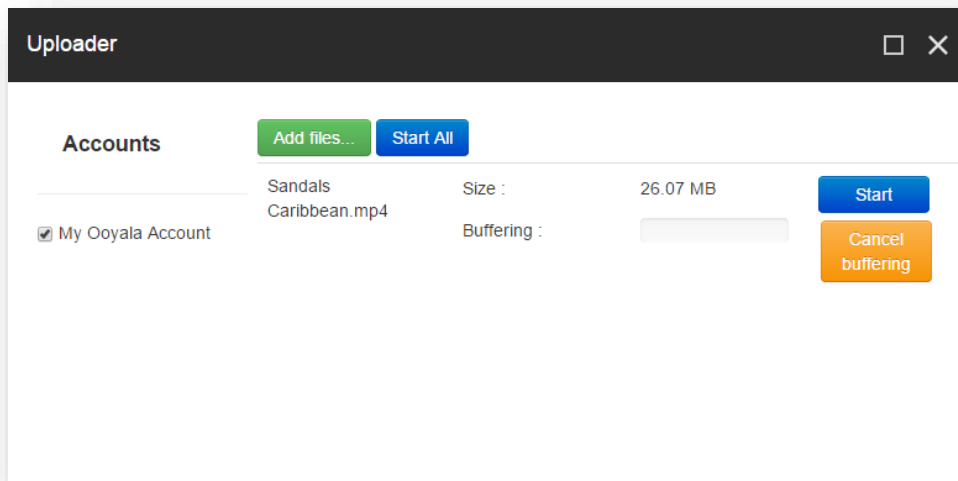 Uploader
Accounts
Add files...
Start All
Sandals
Caribbean.mp4
Size :
26.07 MB
Start
My Ooyala Account
Buffering :
Cancel
buffering